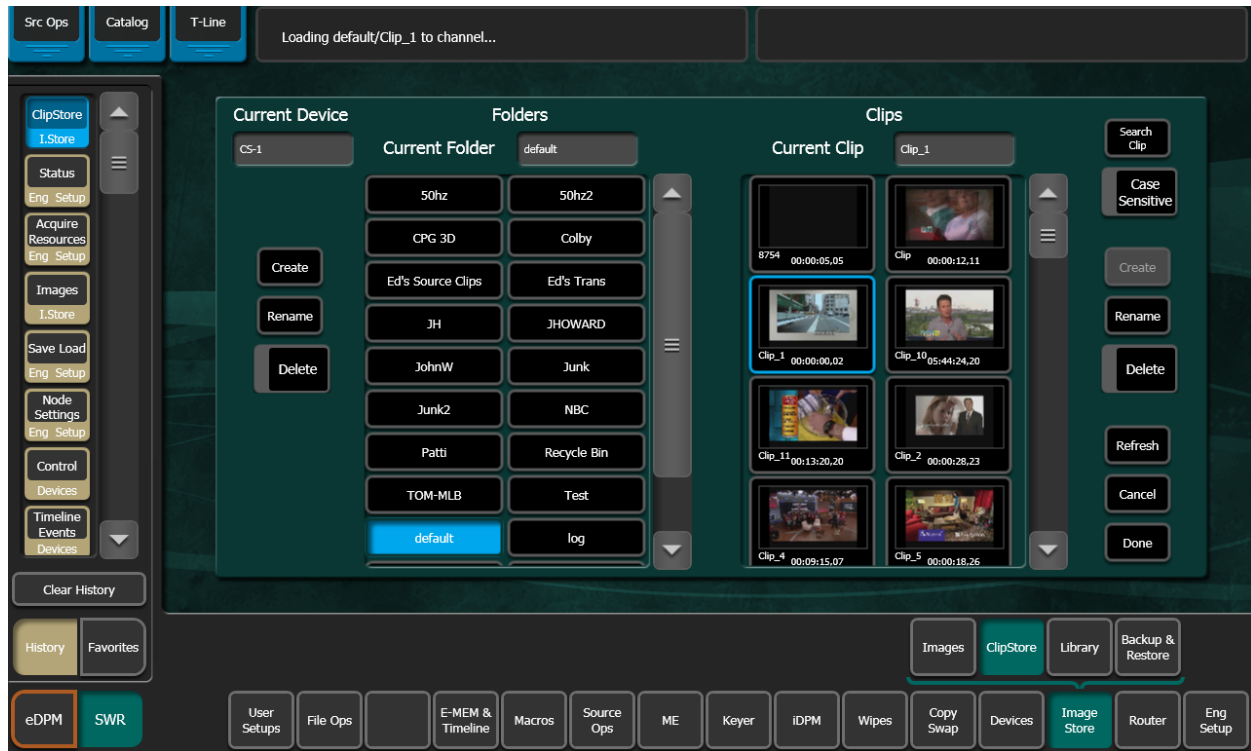 Src Ops
Catalog
T-Line
Loading default/Clip_1 to channel...
ClipStore
I.Store
Status
Eng Setup
Acquire
Resources
Eng Setup
Images
I.Store
Save Load
Eng Setup
Node
Settings
Eng Setup
Control
Devices
Timeline
Events
Devices
Clear History
History
Favorites
Current Device
CS-1
Create
Rename
Delete
Folders
Current Folder
default
50hz
50hz2
CPG 3D
Colby
Ed's Source Clips
Ed's Trans
JH
JHOWARD
JohnW
Junk
Junk2
NBC
Patti
Recycle Bin
TOM-MLB
Test
default
log
Clips
Current Clip
Clip_1
8754 00:00:05,05
Clip 00:00:12,11
Clip_1 00:00:00,02
Clip_10 05:44:24,20
Clip_11 00:13:20,20
Clip_2 00:00:28,23
Clip_4 00:09:15,07
Clip_5 00:00:18,26
Search
Clip
Case
Sensitive
Create
Rename
Delete
Refresh
Cancel
Done
Images
ClipStore
Library
Backup &
Restore
eDPM
SWR
User
Setups
File Ops
E-MEM &
Timeline
Macros
Source
Ops
ME
Keyer
iDPM
Wipes
Copy
Swap
Devices
Image
Store
Router
Eng
Setup